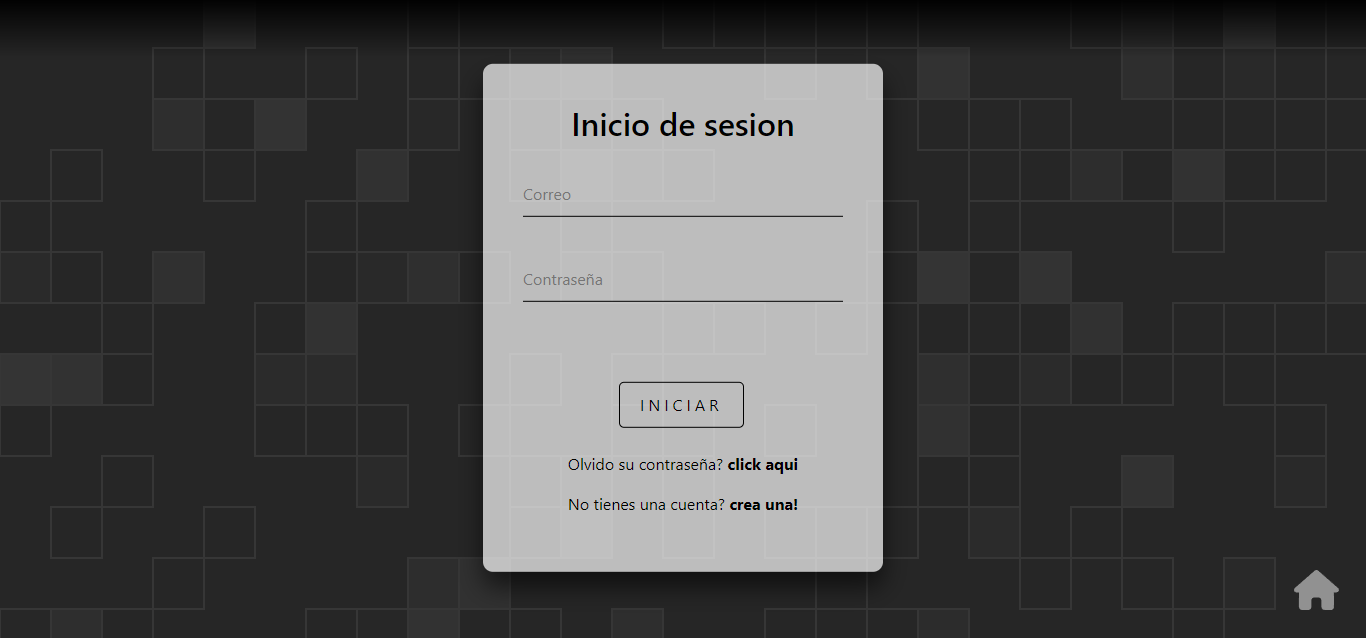 Inicio de sesion
Correo
Contraseña
INICIAR
Olvido su contraseña? click aqui
No tienes una cuenta? crea una!